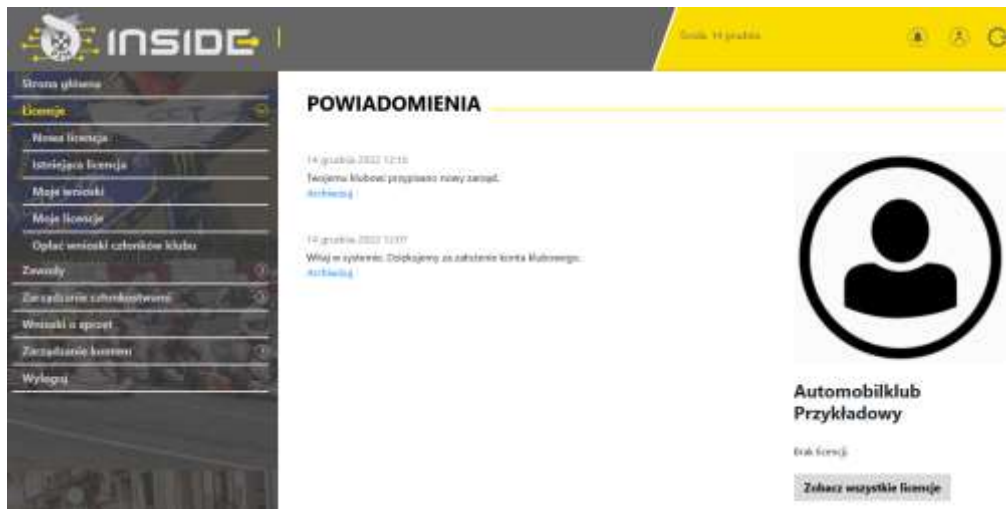 INSIDE
Środa, 14 grudnia
Strona główna
Licencje
Nowa licencja
Istniejąca licencja
Moje wnioski
Moje licencje
Opłać wnioski członków klubu
Zawody
Zarządzanie członkostwami
Wnioski o sprzęt
Zarządzanie kontem
Wyloguj
POWIADOMIENIA
14 grudnia 2022 12:16
Twojemu klubowi przypisano nowy zarząd.
Archiwizuj
14 grudnia 2022 12:07
Witaj w systemie. Dziękujemy za założenie konta klubowego.
Archiwizuj
Automobilklub
Przykładowy
Brak licencji
Zobacz wszystkie licencje